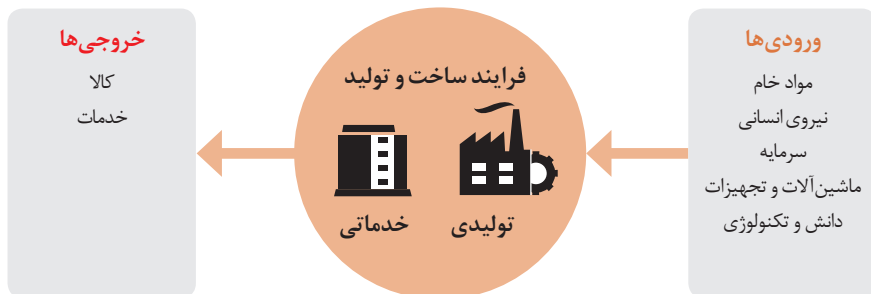 ورودی‌ها
مواد خام
نیروی انسانی
سرمایه
ماشین‌آلات و تجهیزات
دانش و تکنولوژی
فرایند ساخت و تولید
تولیدی
خدماتی
خروجی‌ها
کالا
خدمات